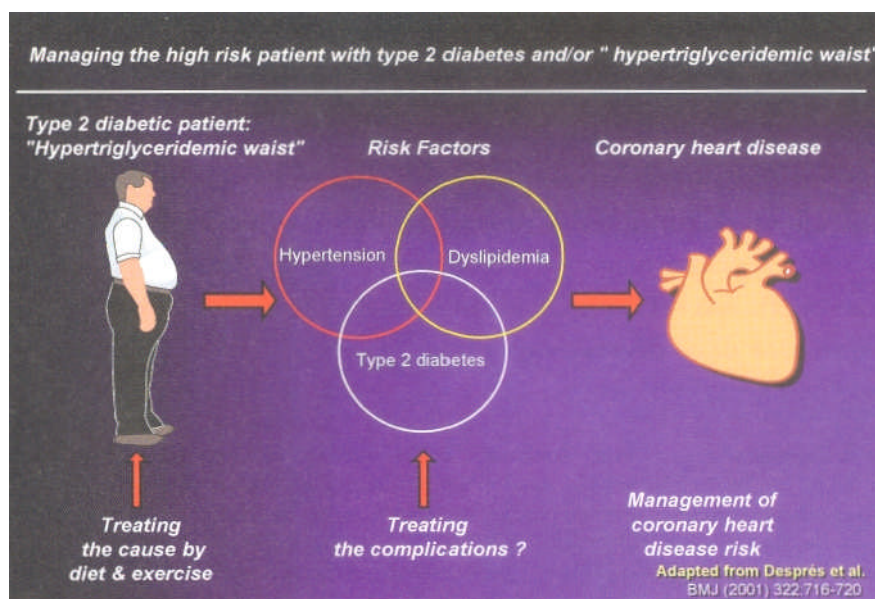 Managing the high risk patient with type 2 diabetes and/or " hypertriglyceridemic waist"
Type 2 diabetic patient:
"Hypertriglyceridemic waist"
Risk Factors
Coronary heart disease
Hypertension
Dyslipidemia
Type 2 diabetes
Treating
the cause by
diet & exercise
Treating
the complications ?
Management of
coronary heart
disease risk
Adapted from Després et al.
BMJ (2001) 322:716-720